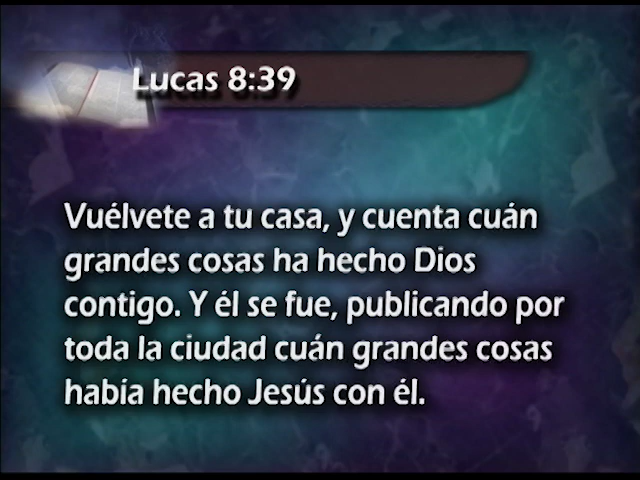 Lucas 8:39
Vuélvete a tu casa, y cuenta cuán
grandes cosas ha hecho Dios
contigo. Y él se fue, publicando por
toda la ciudad cuán grandes cosas
había hecho Jesús con él.